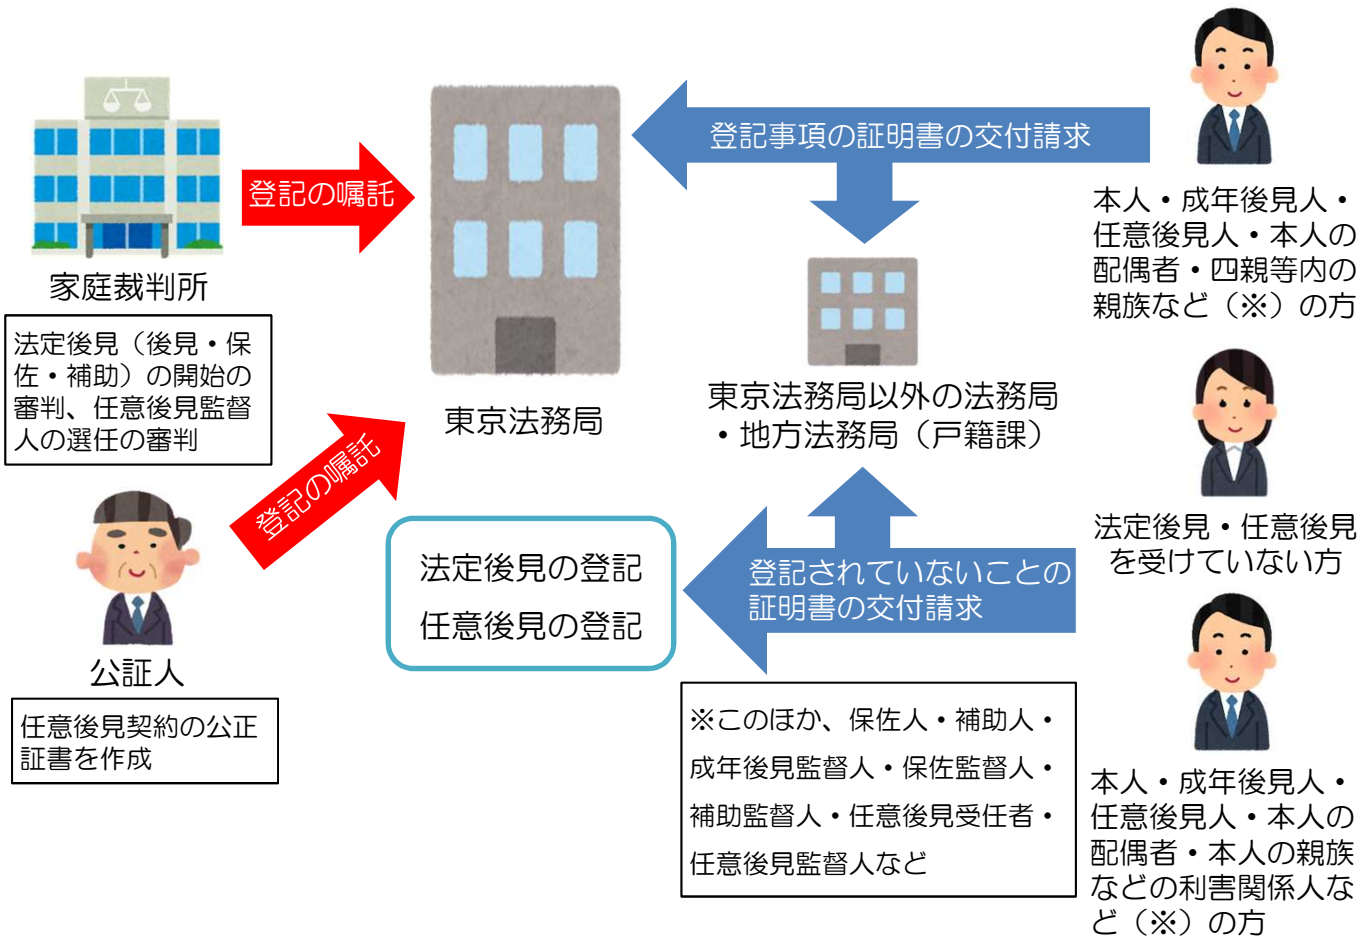 家庭裁判所
法定後見（後見・保
佐・補助）の開始の
審判、任意後見監督
人の選任の審判
登記の嘱託
公証人
任意後見契約の公正
証書を作成
登記の嘱託
東京法務局
法定後見の登記
任意後見の登記
登記事項の証明書の交付請求
東京法務局以外の法務局
・地方法務局（戸籍課）
登記されていないことの
証明書の交付請求
※このほか、保佐人・補助人・
成年後見監督人・保佐監督人・
補助監督人・任意後見受任者・
任意後見監督人など
本人・成年後見人・
任意後見人・本人の
配偶者・四親等内の
親族など（※）の方
法定後見・任意後見
を受けていない方
本人・成年後見人・
任意後見人・本人の
配偶者・本人の親族
などの利害関係人な
ど（※）の方